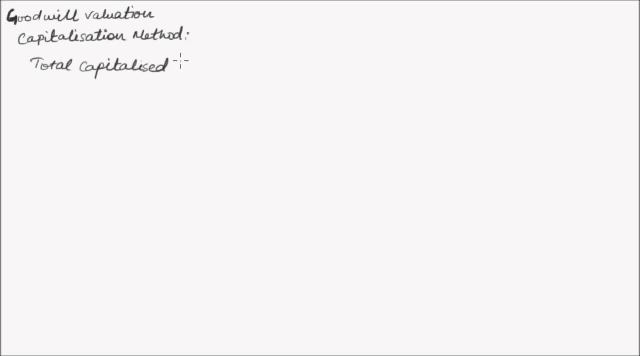 Goodwill valuation
Capitalisation Method:
Total Capitalised